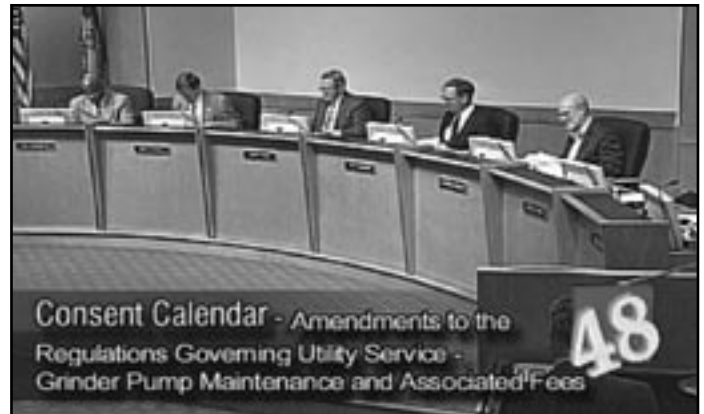 Consent Calendar - Amendments to the
Regulations Governing Utility Service -
Grinder Pump Maintenance and Associated Fees
48